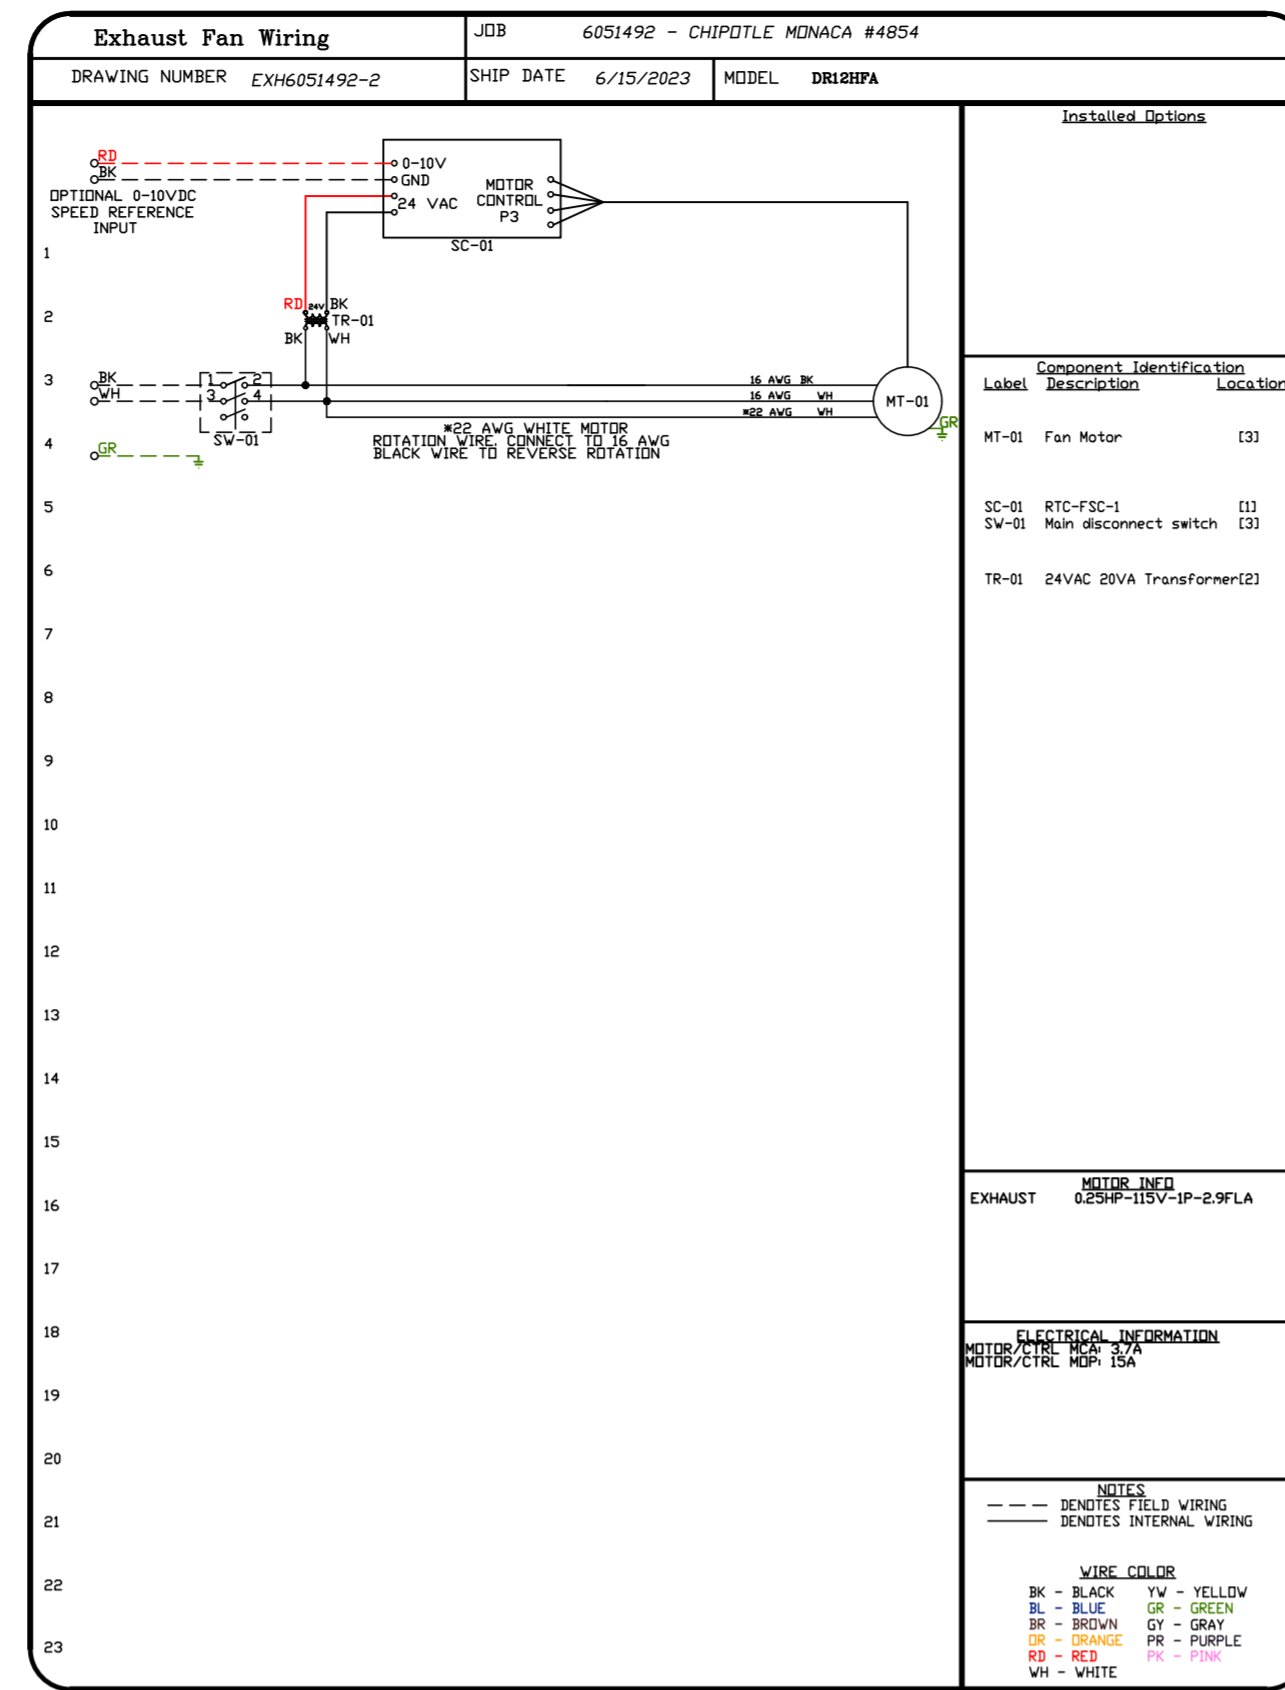 Exhaust Fan Wiring
JOB 6051492 - CHIPOTLE MONACA #4854
DRAWING NUMBER EXH6051492-2
SHIP DATE 6/15/2023
MODEL DR12HFA
RD
BK
OPTIONAL 0-10VDC
SPEED REFERENCE
INPUT
0-10V
GND
24 VAC
MOTOR
CONTROL
P3
SC-01
1
2
RD 24V BK
TR-01
BK WH
3
BK
WH
1 2
3 4
SW-01
16 AWG BK
16 AWG WH
*22 AWG WH
MT-01
GR
*22 AWG WHITE MOTOR
ROTATION WIRE. CONNECT TO 16 AWG
BLACK WIRE TO REVERSE ROTATION
4
GR
5
6
7
8
9
10
11
12
13
14
15
16
17
18
19
20
21
22
23
Installed Options
Component Identification
Label Description Location
MT-01 Fan Motor [3]
SC-01 RTC-FSC-1 [1]
SW-01 Main disconnect switch [3]
TR-01 24VAC 20VA Transformer[2]
MOTOR INFO
EXHAUST 0.25HP-115V-1P-2.9FLA
ELECTRICAL INFORMATION
MOTOR/CTRL MCA: 3.7A
MOTOR/CTRL MOP: 15A
NOTES
DENOTES FIELD WIRING
DENOTES INTERNAL WIRING
WIRE COLOR
BK - BLACK YW - YELLOW
BL - BLUE GR - GREEN
BR - BROWN GY - GRAY
OR - ORANGE PR - PURPLE
RD - RED PK - PINK
WH - WHITE